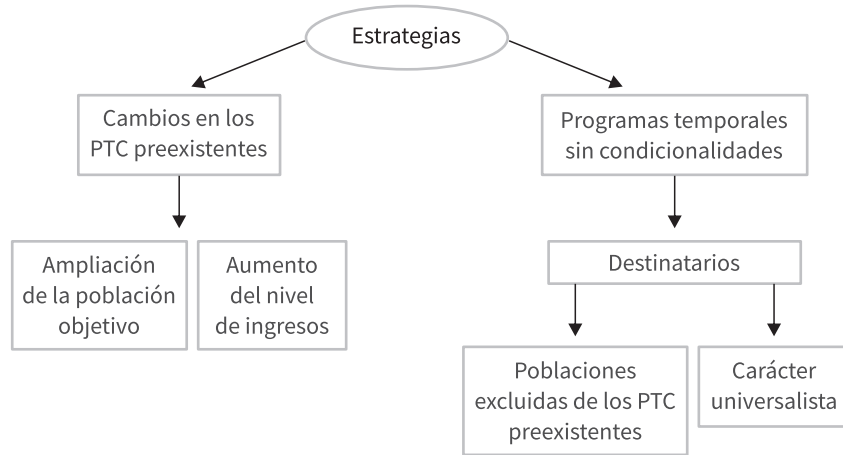 Estrategias
Cambios en los
PTC preexistentes
Programas temporales
sin condicionalidades
Ampliación
de la población
objetivo
Aumento
del nivel
de ingresos
Destinatarios
Poblaciones
excluidas de los PTC
preexistentes
Carácter
universalista